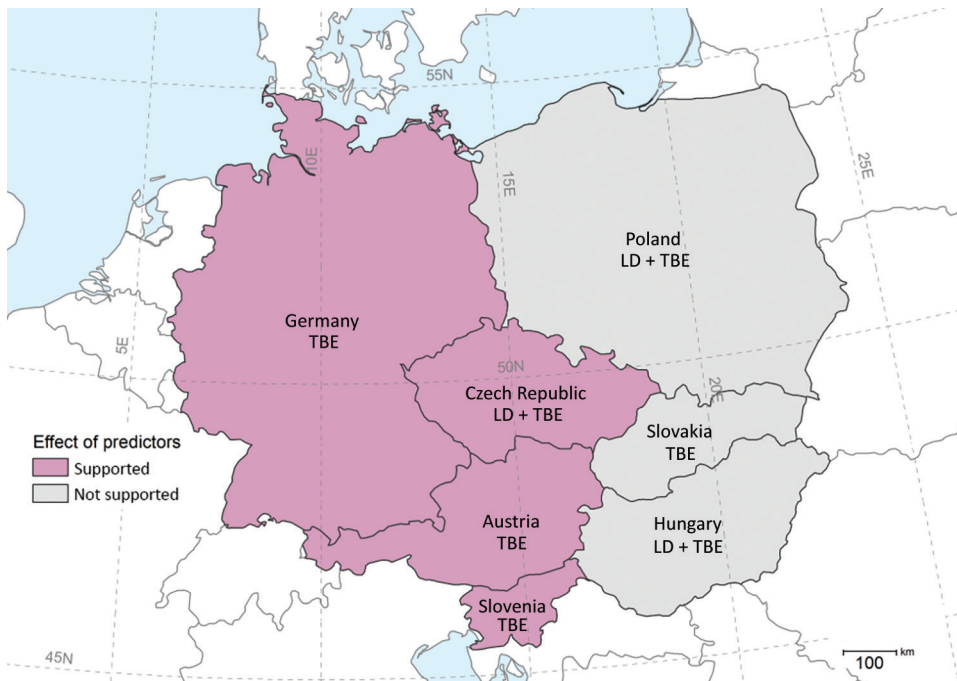 55N
10E
15E
25E
Poland
LD + TBE
Germany
TBE
5E
50N
20E
Czech Republic
LD + TBE
Slovakia
TBE
Effect of predictors
Supported
Not supported
Austria
TBE
Hungary
LD + TBE
Slovenia
TBE
45N
100 km